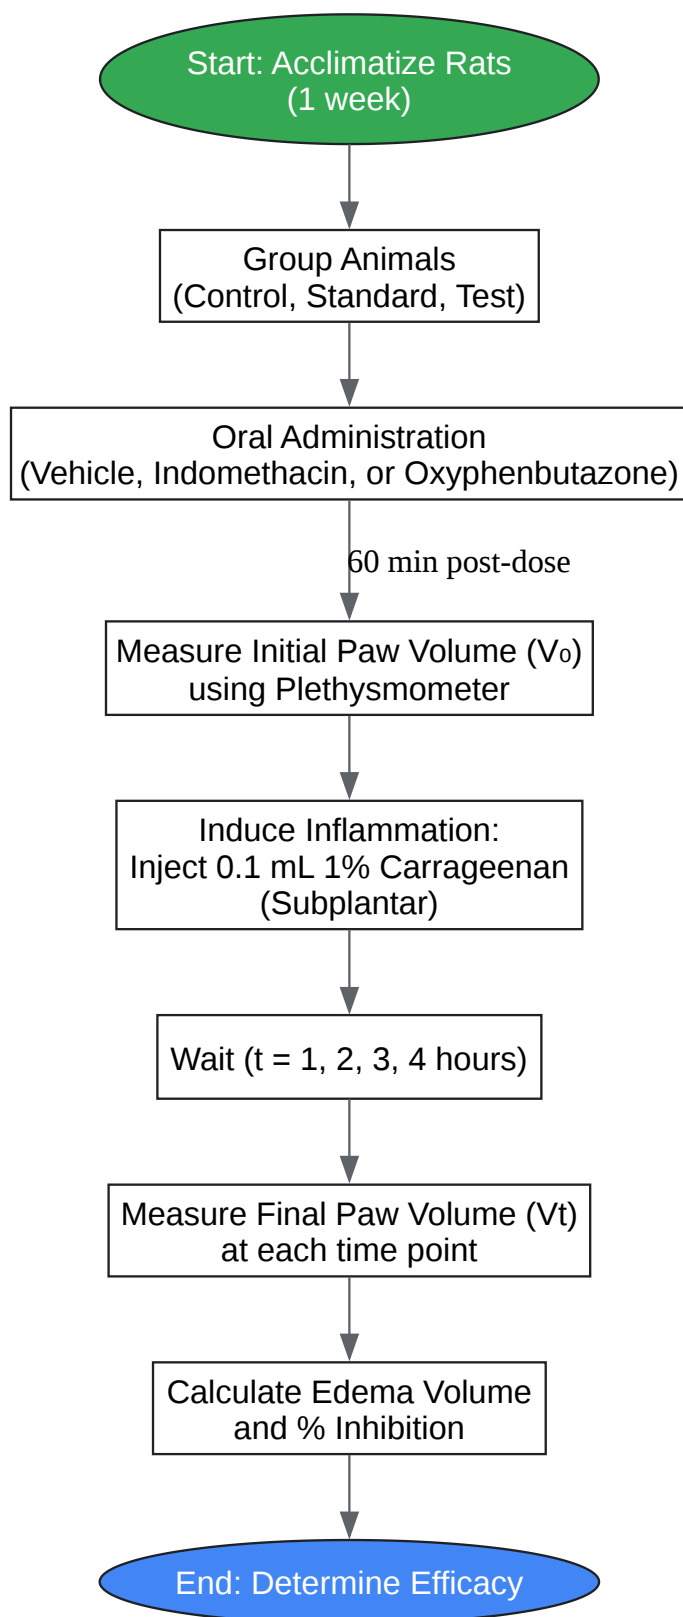 Start: Acclimatize Rats
(1 week)
Group Animals
(Control, Standard, Test)
Oral Administration
(Vehicle, Indomethacin, or Oxyphenbutazone)
60 min post-dose
Measure Initial Paw Volume (V₀)
using Plethysmometer
Induce Inflammation:
Inject 0.1 mL 1% Carrageenan
(Subplantar)
Wait (t = 1, 2, 3, 4 hours)
Measure Final Paw Volume (Vt)
at each time point
Calculate Edema Volume
and % Inhibition
End: Determine Efficacy